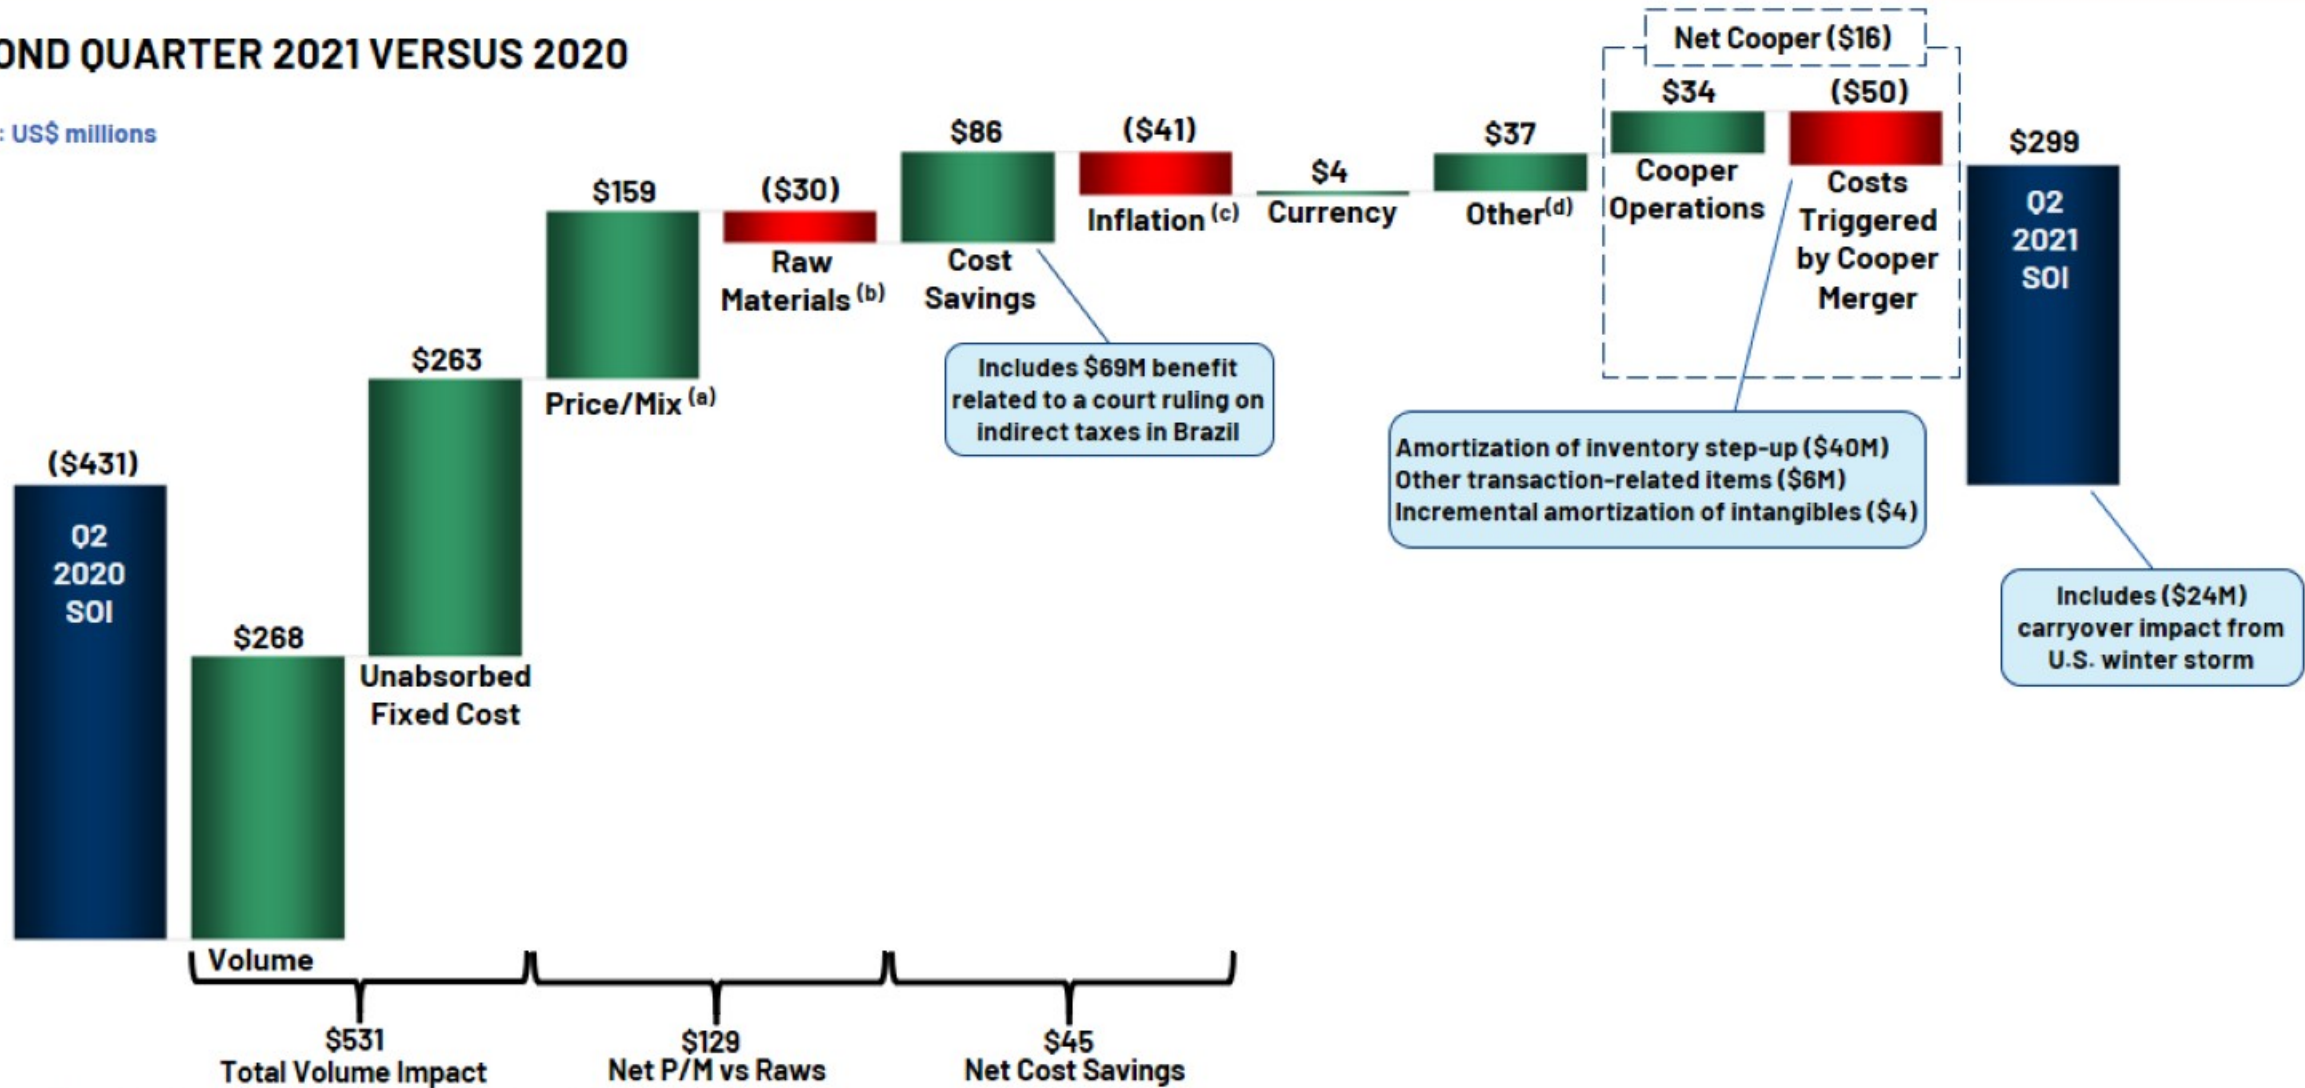 OND QUARTER 2021 VERSUS 2020
: US$ millions
($431)
Q2
2020
SOI
$268
Volume
$263
Unabsorbed
Fixed Cost
$159
Price/Mix (a)
($30)
Raw
Materials (b)
$86
Cost
Savings
Includes $69M benefit
related to a court ruling on
indirect taxes in Brazil
($41)
Inflation (c)
$4
Currency
$37
Other(d)
Net Cooper ($16)
$34
Cooper
Operations
($50)
Costs
Triggered
by Cooper
Merger
Amortization of inventory step-up ($40M)
Other transaction-related items ($6M)
Incremental amortization of intangibles ($4)
$299
Q2
2021
SOI
Includes ($24M)
carryover impact from
U.S. winter storm
$531
Total Volume Impact
$129
Net P/M vs Raws
$45
Net Cost Savings